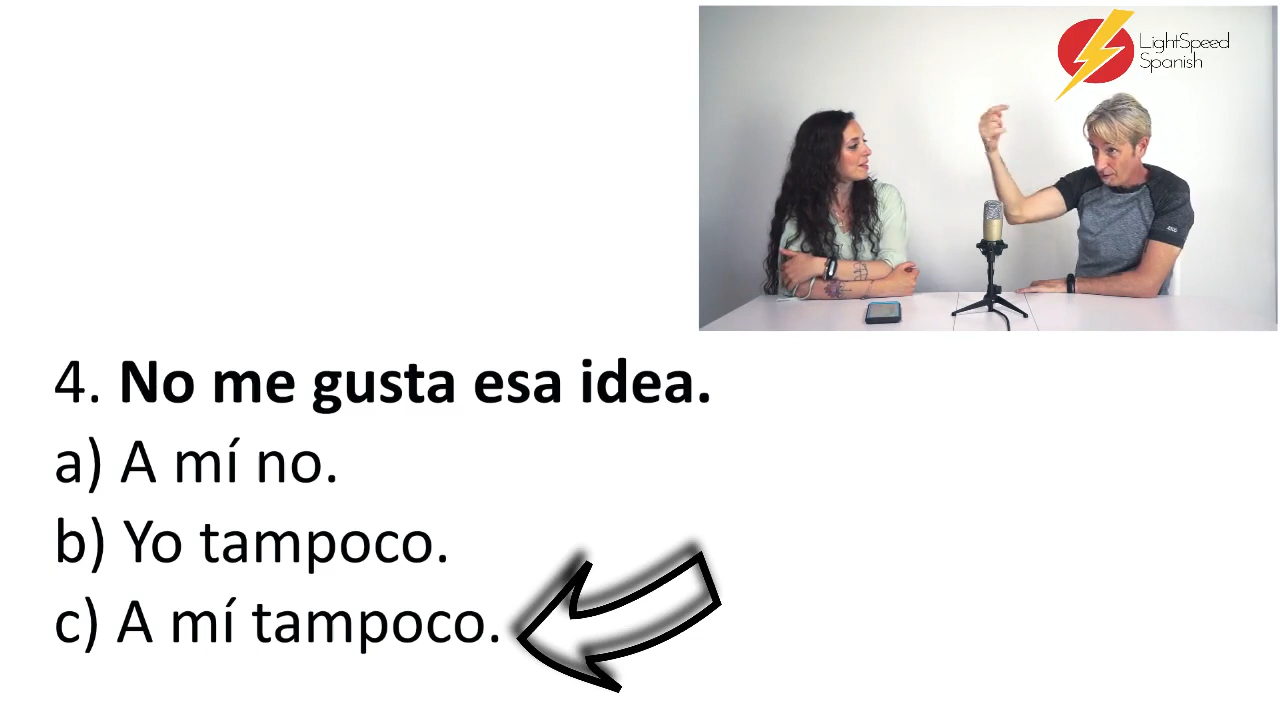 LightSpeed
Spanish
4. No me gusta esa idea.
a) A mí no.
b) Yo tampoco.
c) A mí tampoco.